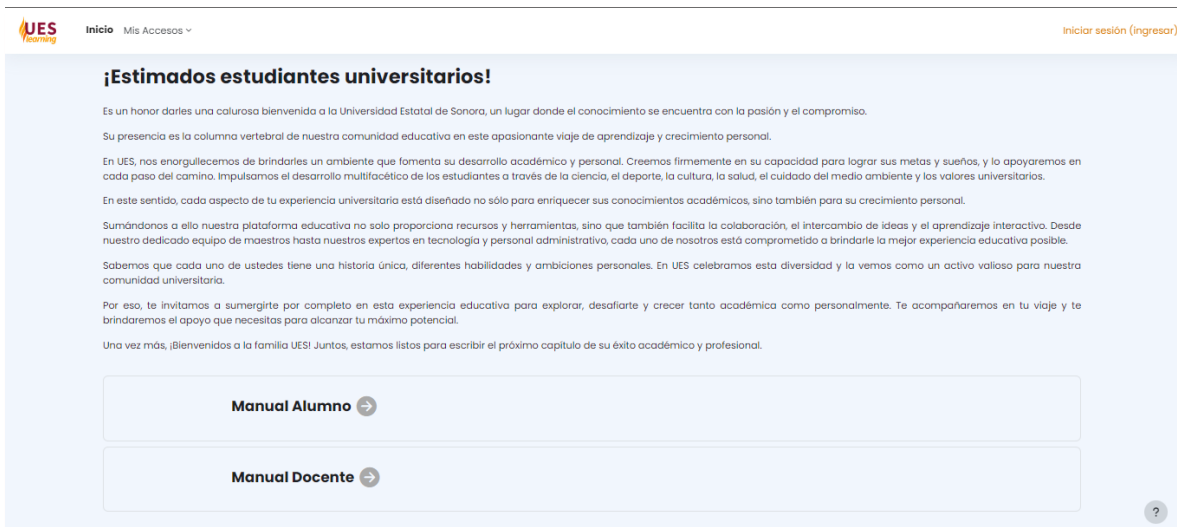 UES
learning
Inicio Mis Accesos
Iniciar sesión (ingresar)
¡Estimados estudiantes universitarios!
Es un honor darles una calurosa bienvenida a la Universidad Estatal de Sonora, un lugar donde el conocimiento se encuentra con la pasión y el compromiso.
Su presencia es la columna vertebral de nuestra comunidad educativa en este apasionante viaje de aprendizaje y crecimiento personal.
En UES, nos enorgullecemos de brindarles un ambiente que fomenta su desarrollo académico y personal. Creemos firmemente en su capacidad para lograr sus metas y sueños, y lo apoyaremos en
cada paso del camino. Impulsamos el desarrollo multifacético de los estudiantes a través de la ciencia, el deporte, la cultura, la salud, el cuidado del medio ambiente y los valores universitarios.
En este sentido, cada aspecto de tu experiencia universitaria está diseñado no sólo para enriquecer sus conocimientos académicos, sino también para su crecimiento personal.
Sumándonos a ello nuestra plataforma educativa no solo proporciona recursos y herramientas, sino que también facilita la colaboración, el intercambio de ideas y el aprendizaje interactivo. Desde
nuestro dedicado equipo de maestros hasta nuestros expertos en tecnología y personal administrativo, cada uno de nosotros está comprometido a brindarle la mejor experiencia educativa posible.
Sabemos que cada uno de ustedes tiene una historia única, diferentes habilidades y ambiciones personales. En UES celebramos esta diversidad y la vemos como un activo valioso para nuestra
comunidad universitaria.
Por eso, te invitamos a sumergirte por completo en esta experiencia educativa para explorar, desafiarte y crecer tanto académica como personalmente. Te acompañaremos en tu viaje y te
brindaremos el apoyo que necesitas para alcanzar tu máximo potencial.
Una vez más, ¡Bienvenidos a la familia UES! Juntos, estamos listos para escribir el próximo capítulo de su éxito académico y profesional.
Manual Alumno
Manual Docente
?